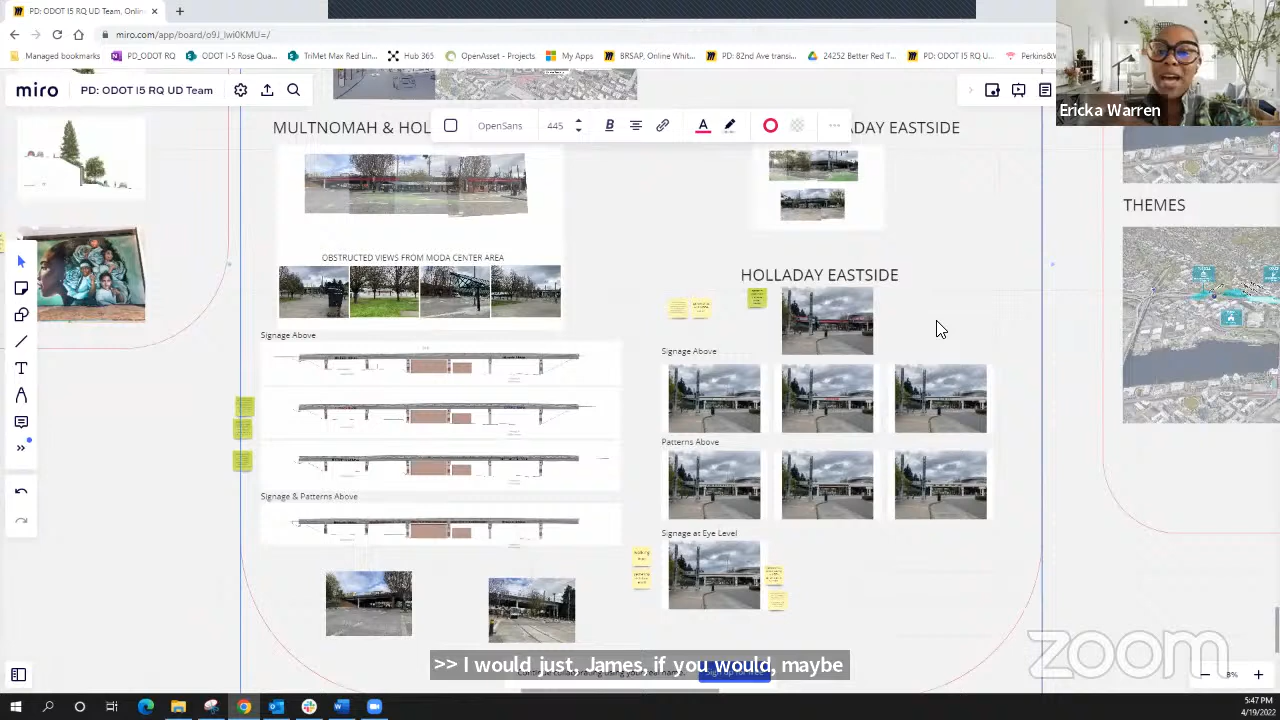 PD: ODOT I5 RQ UD Team, Onlin
miro.com/app/board/o9J_lwi0KMU=/
Managed bookmarks
PD_ODOT RQ
ODOT I-5 Rose Qua...
TriMet Max Red Lin...
Hub 365
OpenAsset - Projects
My Apps
BRSAP, Online Whit...
PD: 82nd Ave transi...
24252 Better Red T...
PD: ODOT I5 RQ U...
Perkins&W
miro
PD: ODOT I5 RQ UD Team
Ericka Warren
MULTNOMAH & HOL
OpenSans
445
B
A
ADAY EASTSIDE
THEMES
OBSTRUCTED VIEWS FROM MODA CENTER AREA
HOLLADAY EASTSIDE
Signage Above
Signage Above
Patterns Above
Signage & Patterns Above
Signage at Eye Level
>> I would just, James, if you would, maybe
zoom
8%
5:47 PM
4/19/2022